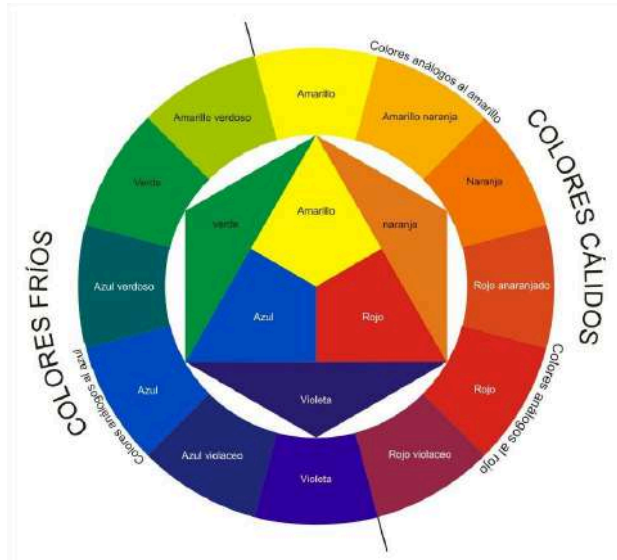 Colores análogos al amarillo
COLORES CÁLIDOS
COLORES FRÍOS
Colores análogos al azul
Colores análogos al rojo
Amarillo
Amarillo naranja
Naranja
Rojo anaranjado
Rojo
Rojo violaceo
Violeta
Azul violaceo
Azul
Azul verdoso
Verde
Amarillo verdoso
Amarillo
verde
naranja
Azul
Rojo
Violeta